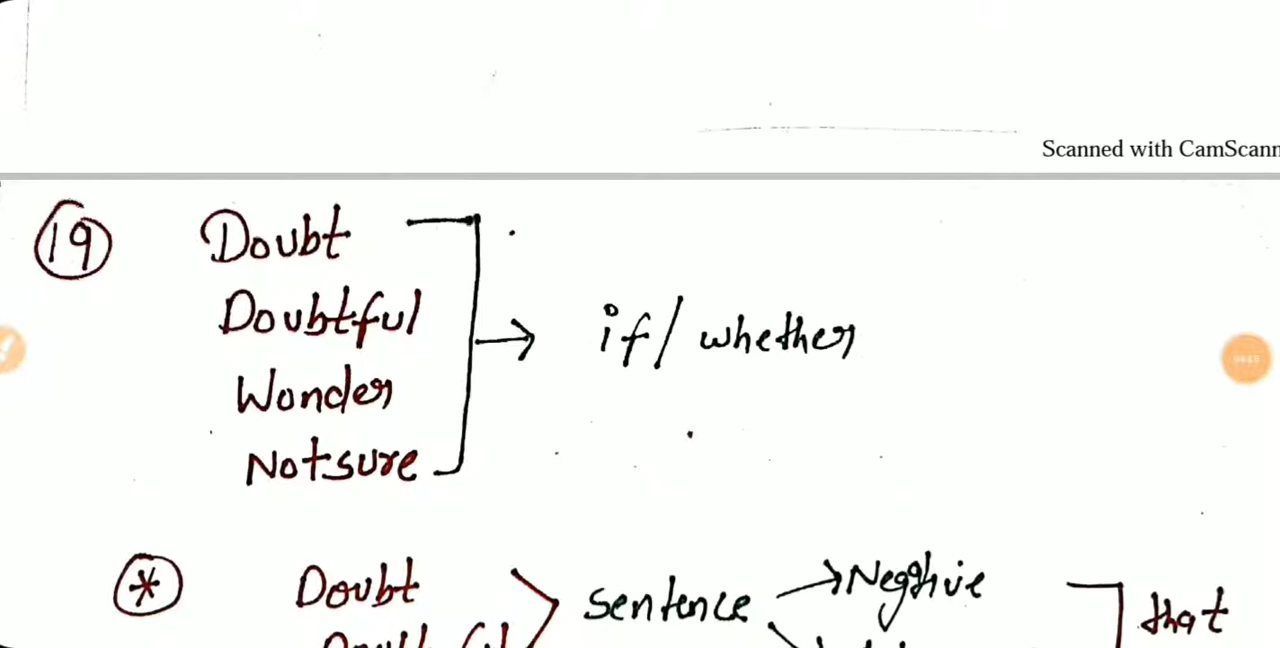 Scanned with CamScann
19 Doubt
Doubtful
Wonder
Notsure
→ if/ whether
* Doubt
sentence → Negative
that